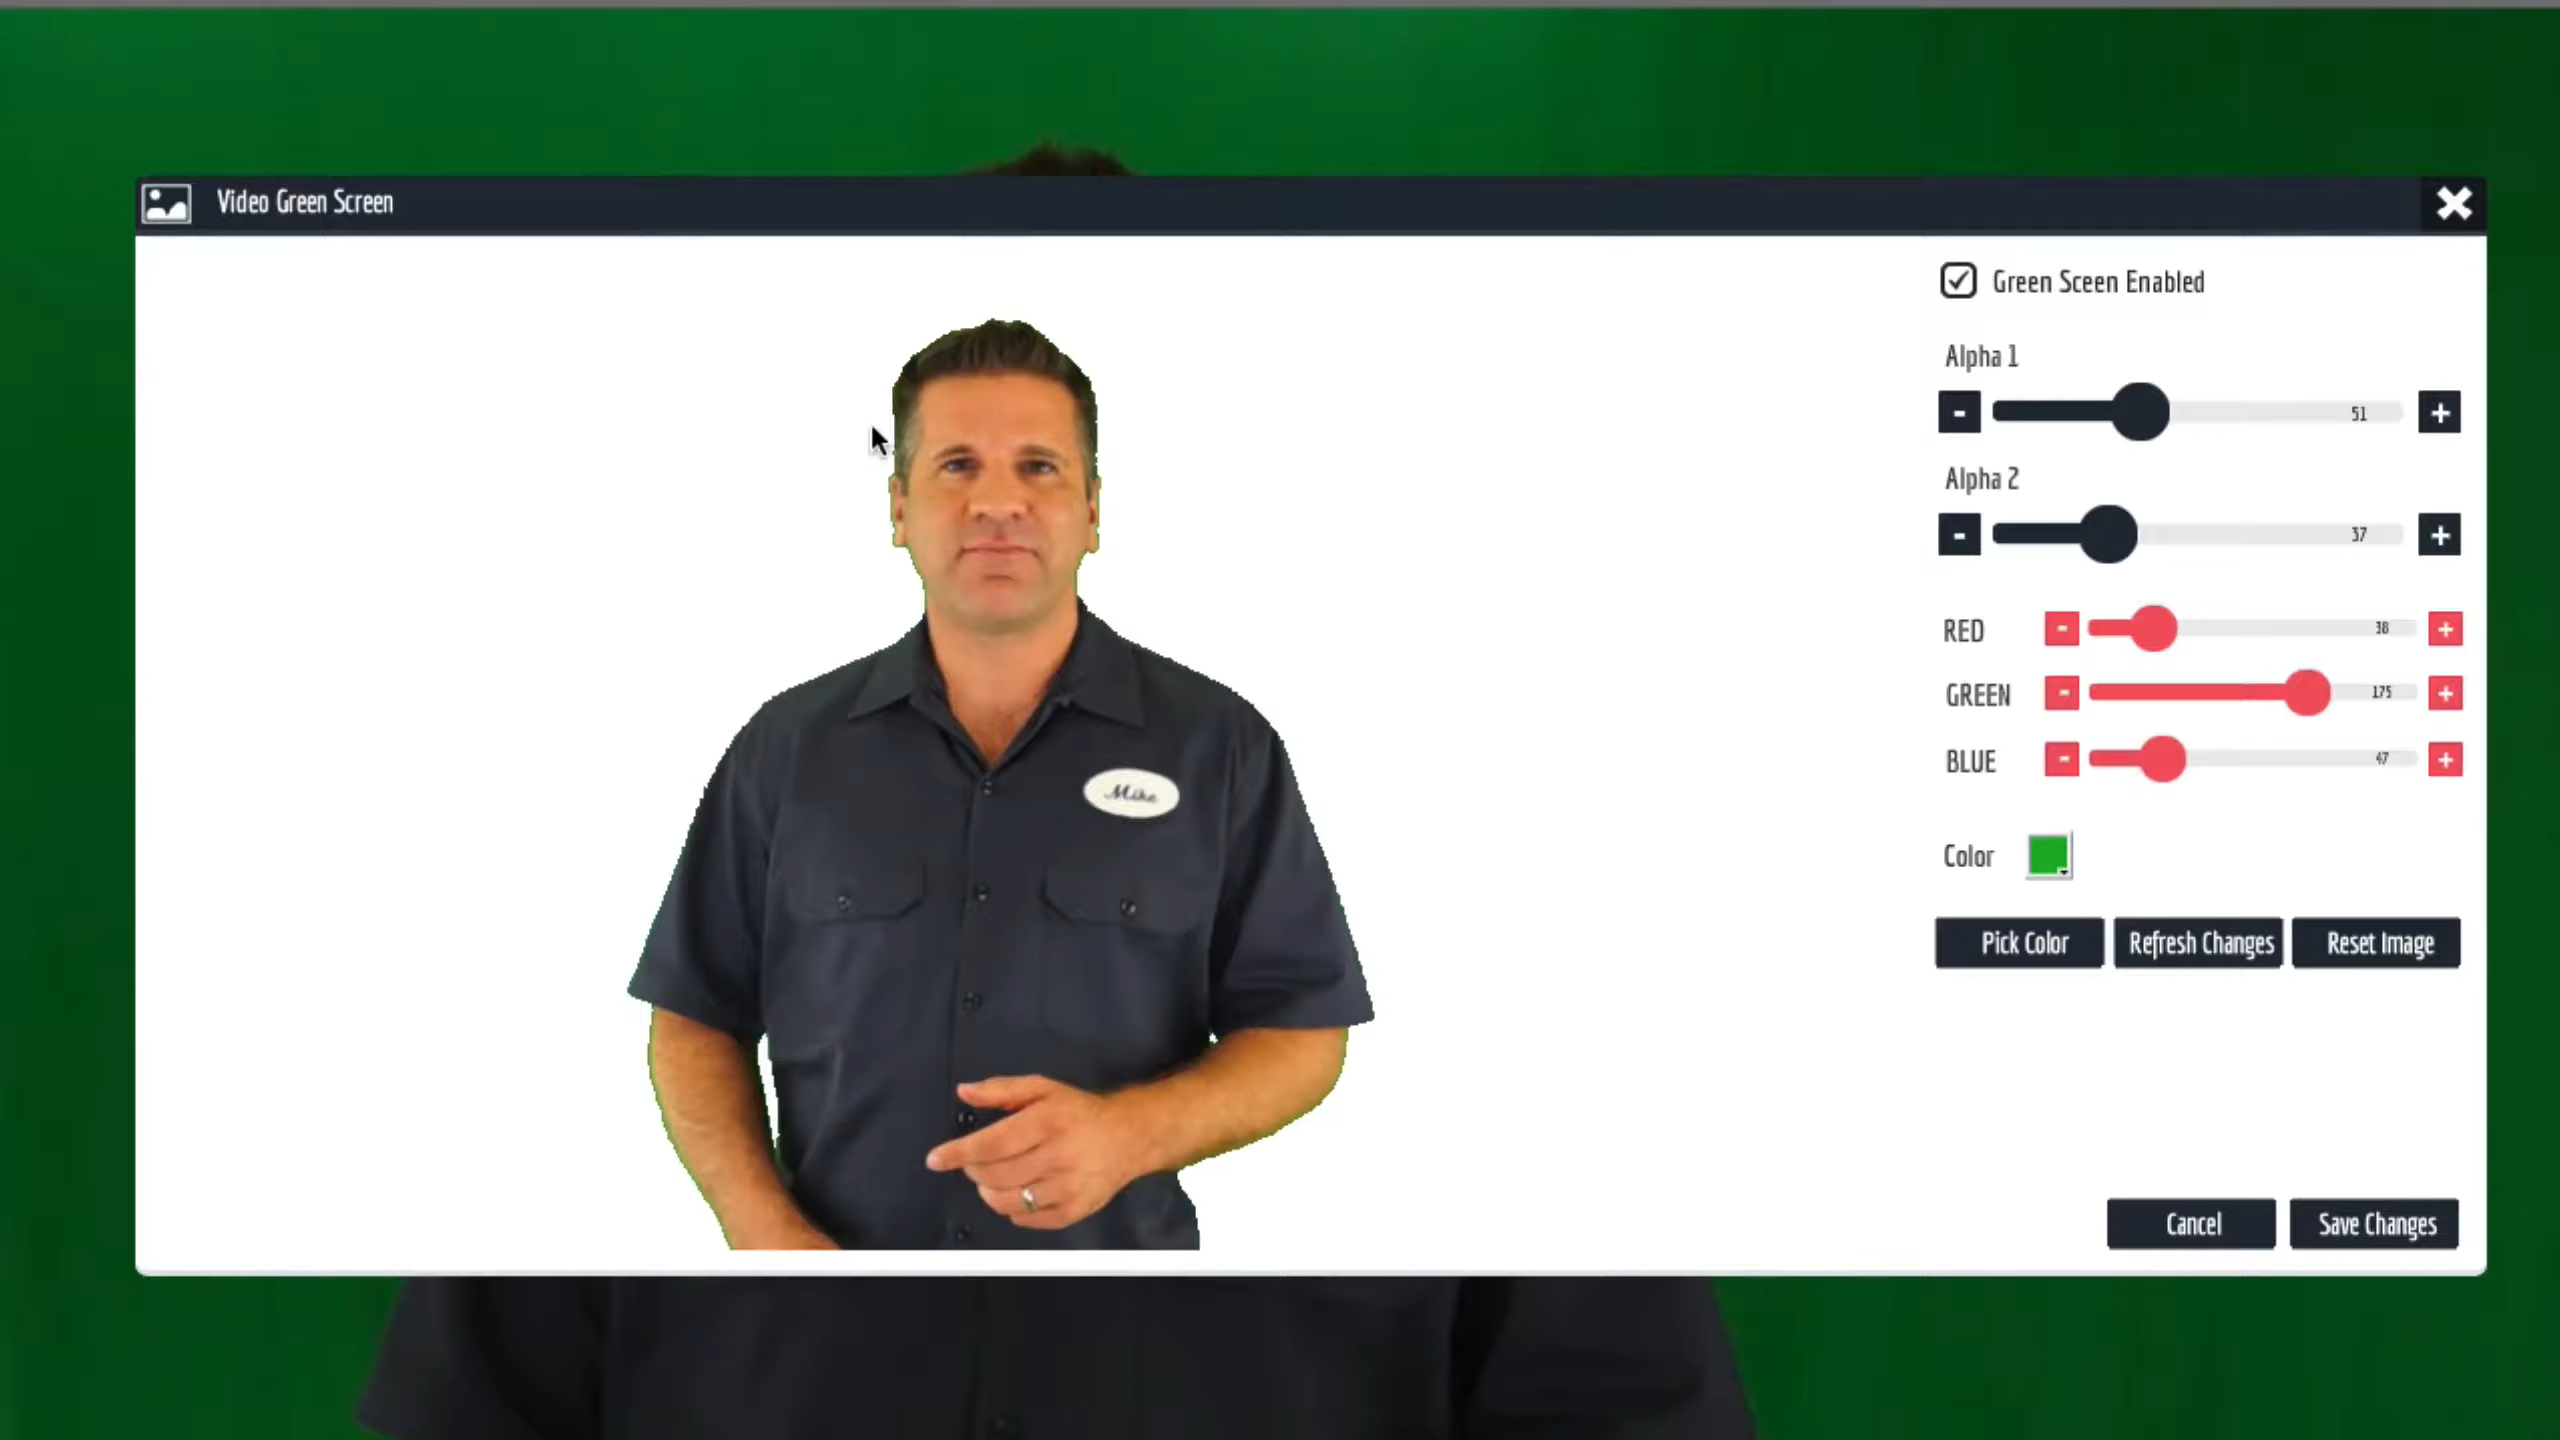 Video Green Screen
Green Sceen Enabled
Alpha 1
- 51 +
Alpha 2
- 37 +
RED - 38 +
GREEN - 175 +
BLUE - 47 +
Mike
Color
Pick Color Refresh Changes Reset Image
Cancel Save Changes